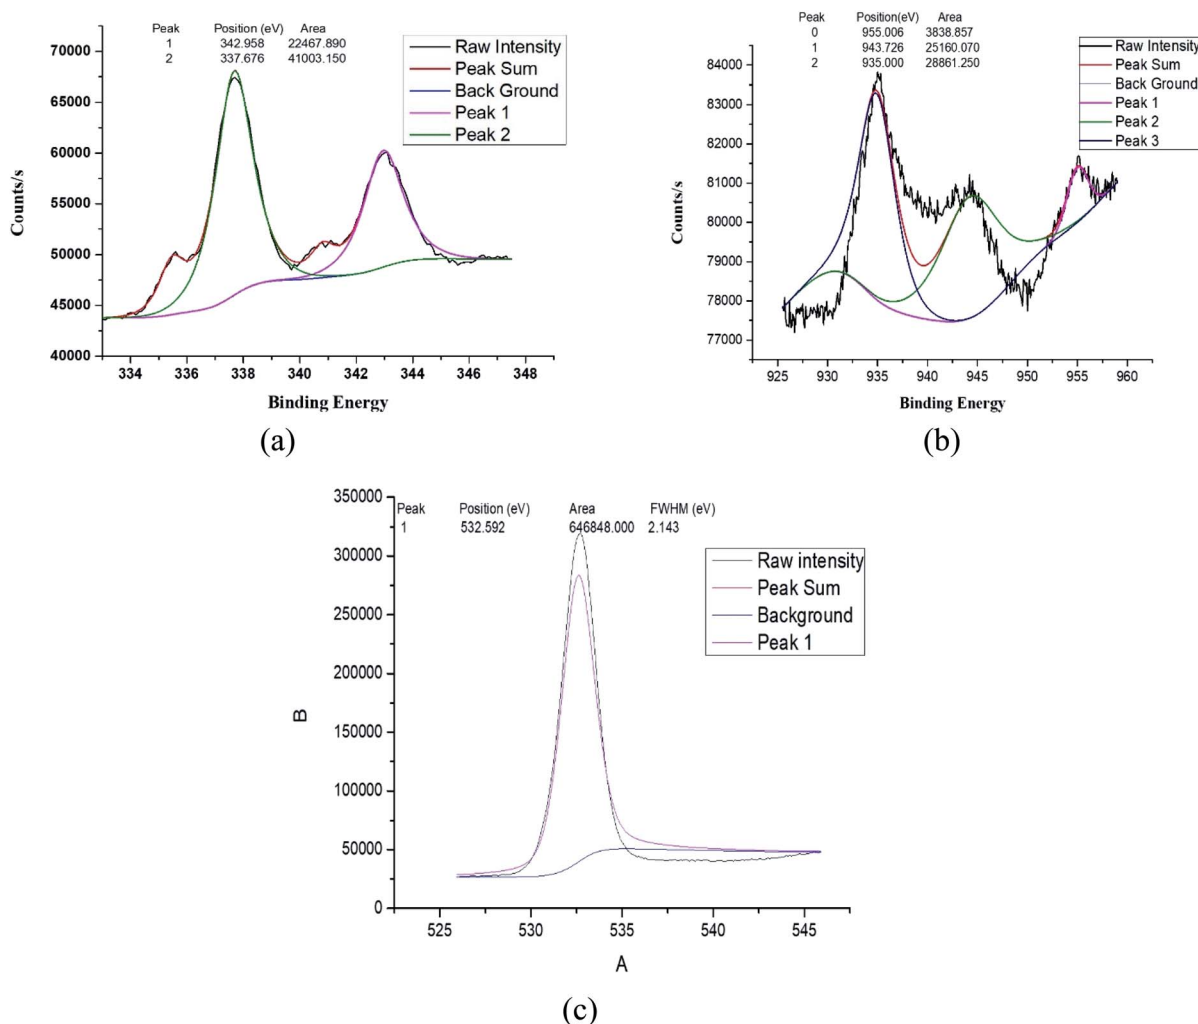 Peak Position (eV) Area
1 342.958 22467.890
2 337.676 41003.150
Raw Intensity
Peak Sum
Back Ground
Peak 1
Peak 2
70000
65000
60000
55000
50000
45000
40000
Counts/s
334 336 338 340 342 344 346 348
Binding Energy
(a)
Peak Position(eV) Area
0 955.006 3838.857
1 943.726 25160.070
2 935.000 28861.250
Raw Intensity
Peak Sum
Back Ground
Peak 1
Peak 2
Peak 3
84000
83000
82000
81000
80000
79000
78000
77000
Counts/s
925 930 935 940 945 950 955 960
Binding Energy
(b)
Peak Position (eV) Area FWHM (eV)
1 532.592 646848.000 2.143
Raw intensity
Peak Sum
Background
Peak 1
350000
300000
250000
200000
150000
100000
50000
0
B
525 530 535 540 545
A
(c)